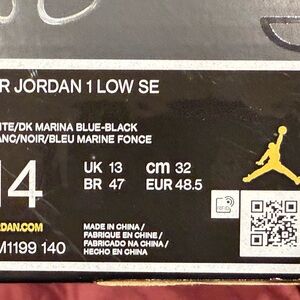 R JORDAN 1 LOW SE
ITE/DK MARINA BLUE-BLACK
ANC/NOIR/BLEU MARINE FONCE
14
UK 13 cm 32
BR 47 EUR 48.5
RDAN.COM
M1199 140
MADE IN CHINA /
FABRIQUE EN CHINE /
FABRICADO NA CHINA /
HECHO EN CHINA